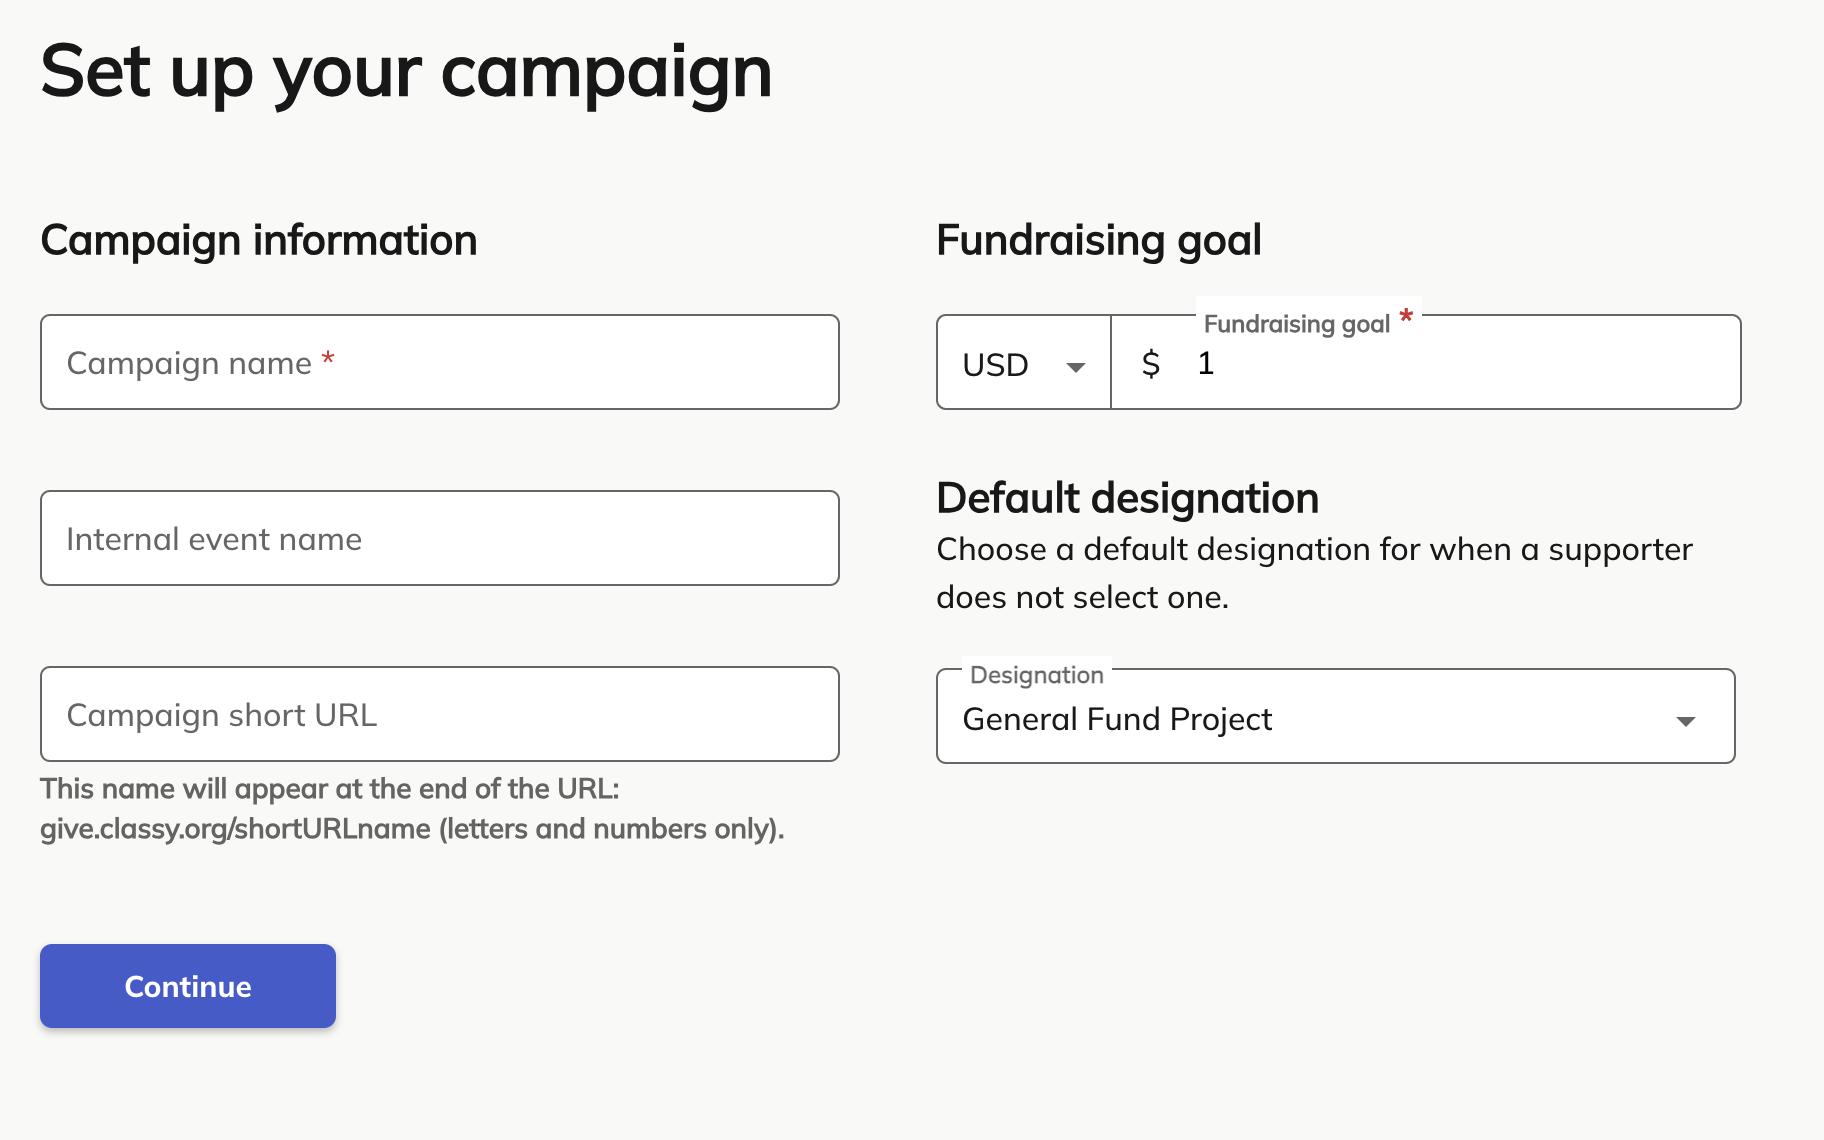 Set up your campaign
Campaign information
Campaign name *
Internal event name
Campaign short URL
This name will appear at the end of the URL:
give.classy.org/shortURLname (letters and numbers only).
Continue
Fundraising goal
Fundraising goal *
USD $ 1
Default designation
Choose a default designation for when a supporter
does not select one.
Designation
General Fund Project